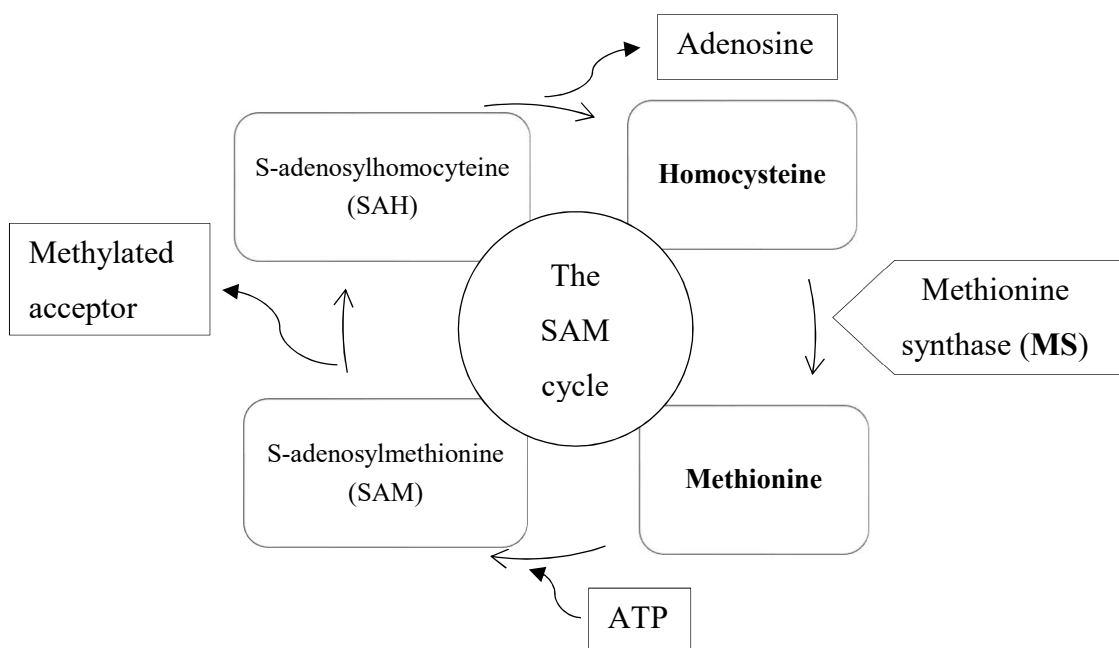 Adenosine
S-adenosylhomocyteine
(SAH)
Homocysteine
Methylated
acceptor
The
SAM
cycle
Methionine
synthase (MS)
S-adenosylmethionine
(SAM)
Methionine
ATP